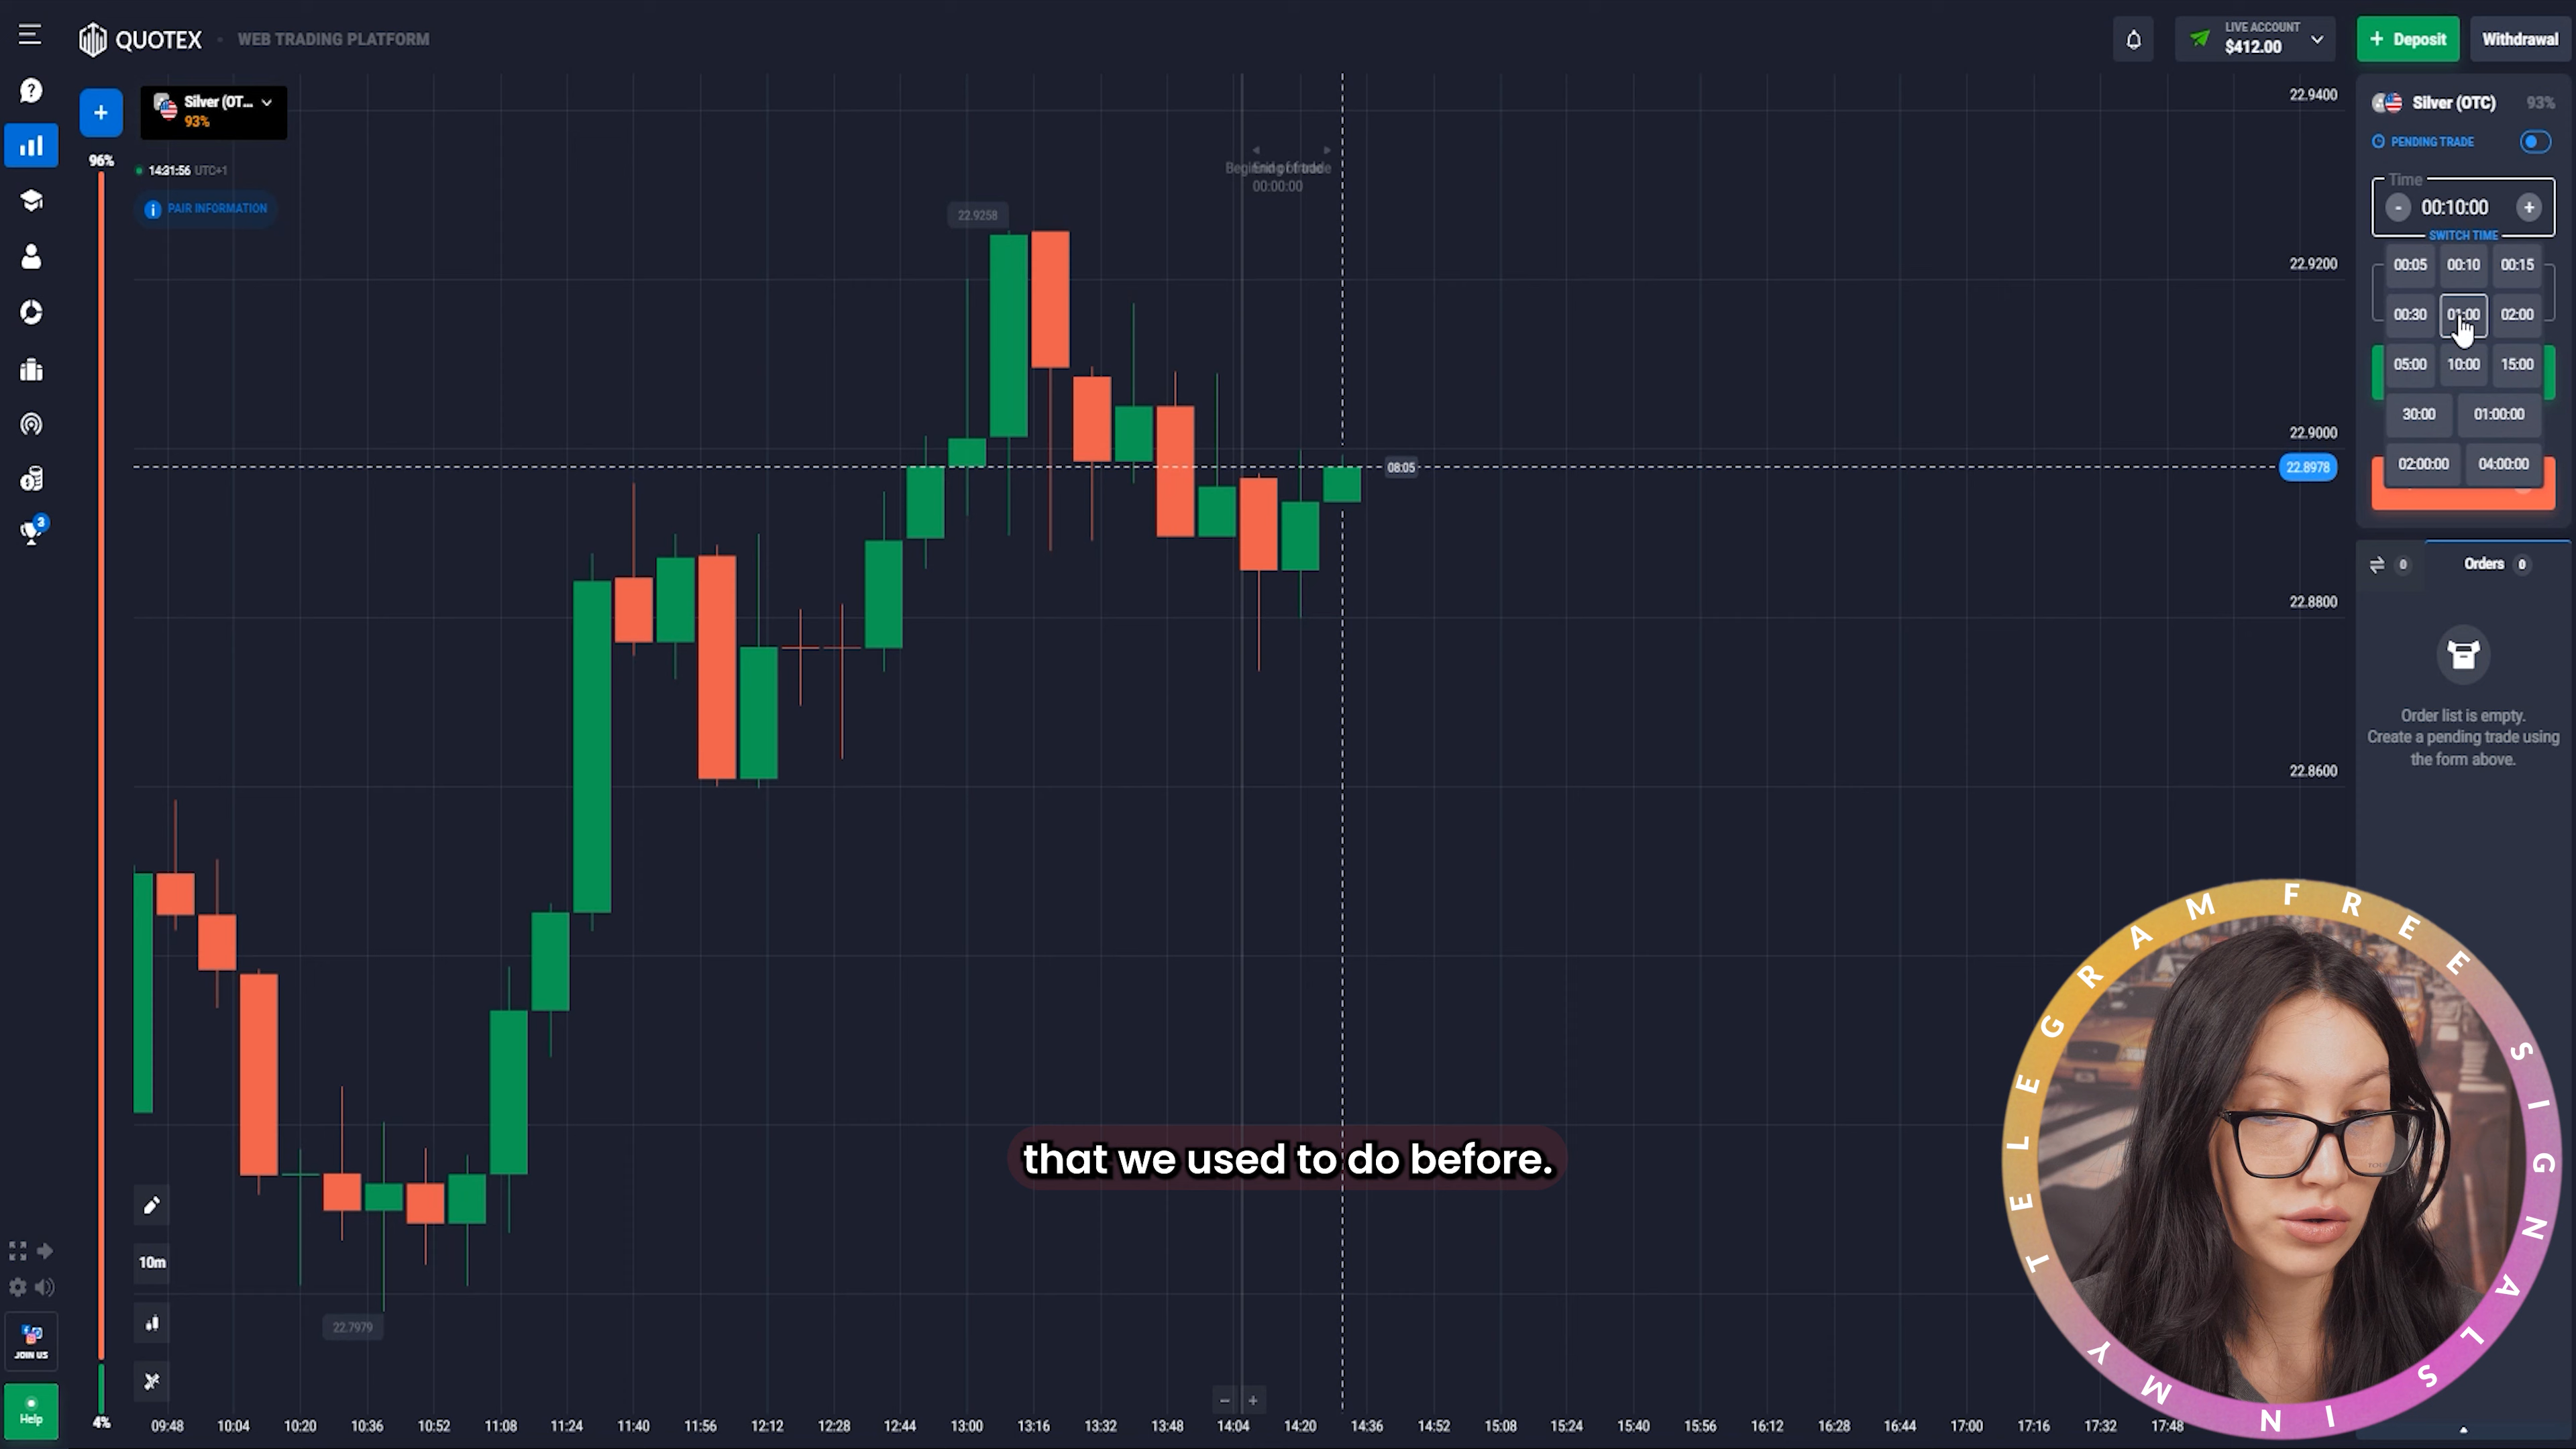 QUOTEX
WEB TRADING PLATFORM
LIVE ACCOUNT
$412.00
+ Deposit
Withdrawal
Silver (OT...
93%
96%
14:31:56 UTC+1
PAIR INFORMATION
00:00:00
22.9258
22.9400
22.9200
22.9000
22.8978
22.8800
22.8600
08:05
22.7979
Silver (OTC) 93%
PENDING TRADE
Time
- 00:10:00 +
SWITCH TIME
00:05 00:10 00:15
00:30 01:00 02:00
05:00 10:00 15:00
30:00 01:00:00
02:00:00 04:00:00
0 Orders 0
Order list is empty.
Create a pending trade using
the form above.
3
that we used to do before.
IN MY TELEGRAM FREE SIGNALS
10m
JOIN US
Help
4%
- +
09:48 10:04 10:20 10:36 10:52 11:08 11:24 11:40 11:56 12:12 12:28 12:44 13:00 13:16 13:32 13:48 14:04 14:20 14:36 14:52 15:08 15:24 15:40 15:56 16:12 16:28 16:44 17:00 17:16 17:32 17:48